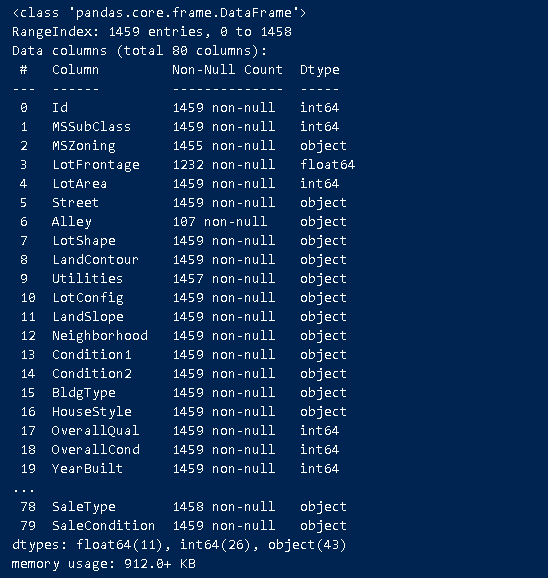 <class 'pandas.core.frame.DataFrame'>
RangeIndex: 1459 entries, 0 to 1458
Data columns (total 80 columns):
 #   Column         Non-Null Count  Dtype
---  ------         --------------  -----
 0   Id             1459 non-null   int64
 1   MSSubClass     1459 non-null   int64
 2   MSZoning       1455 non-null   object
 3   LotFrontage    1232 non-null   float64
 4   LotArea        1459 non-null   int64
 5   Street         1459 non-null   object
 6   Alley          107 non-null    object
 7   LotShape       1459 non-null   object
 8   LandContour    1459 non-null   object
 9   Utilities      1457 non-null   object
 10  LotConfig      1459 non-null   object
 11  LandSlope      1459 non-null   object
 12  Neighborhood   1459 non-null   object
 13  Condition1     1459 non-null   object
 14  Condition2     1459 non-null   object
 15  BldgType       1459 non-null   object
 16  HouseStyle     1459 non-null   object
 17  OverallQual    1459 non-null   int64
 18  OverallCond    1459 non-null   int64
 19  YearBuilt      1459 non-null   int64
...
 78  SaleType       1458 non-null   object
 79  SaleCondition  1459 non-null   object
dtypes: float64(11), int64(26), object(43)
memory usage: 912.0+ KB